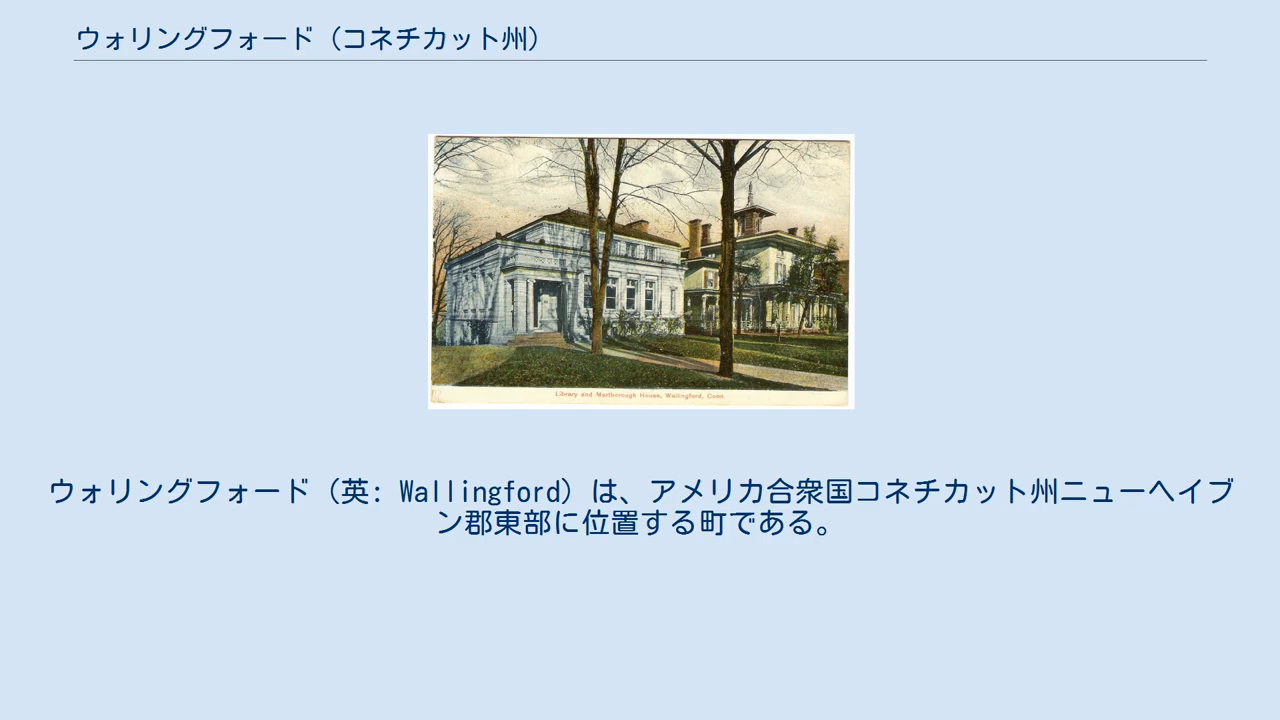 ウォリングフォード（コネチカット州）
Library and Marlborough House, Wallingford, Conn.
ウォリングフォード（英: Wallingford）は、アメリカ合衆国コネチカット州ニューヘイブ
ン郡東部に位置する町である。